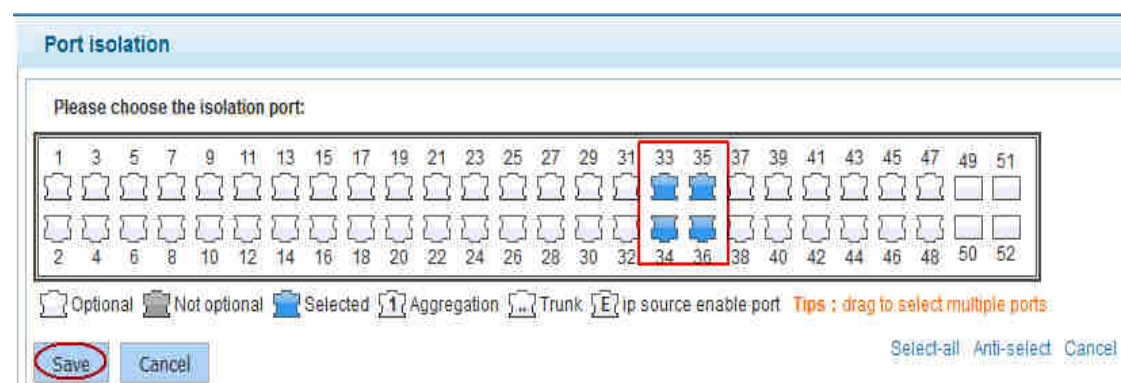 Port isolation
Please choose the isolation port:
1 3 5 7 9 11 13 15 17 19 21 23 25 27 29 31 33 35 37 39 41 43 45 47 49 51
2 4 6 8 10 12 14 16 18 20 22 24 26 28 30 32 34 36 38 40 42 44 46 48 50 52
Optional Not optional Selected 1 Aggregation ... Trunk E ip source enable port Tips : drag to select multiple ports
Select-all Anti-select Cancel
Save Cancel